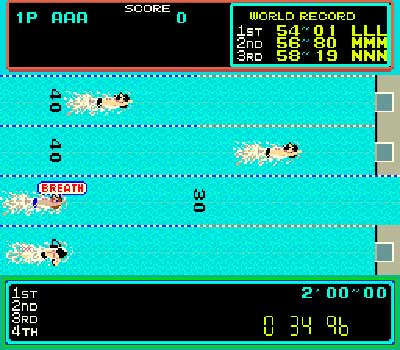 SCORE
1P AAA 0
WORLD RECORD
1ST 54"01 LLL
2ND 56"80 MMM
3RD 58"19 NNN
40
40
BREATH
30
1ST 2'00"00
2ND
3RD
4TH 0 34 96